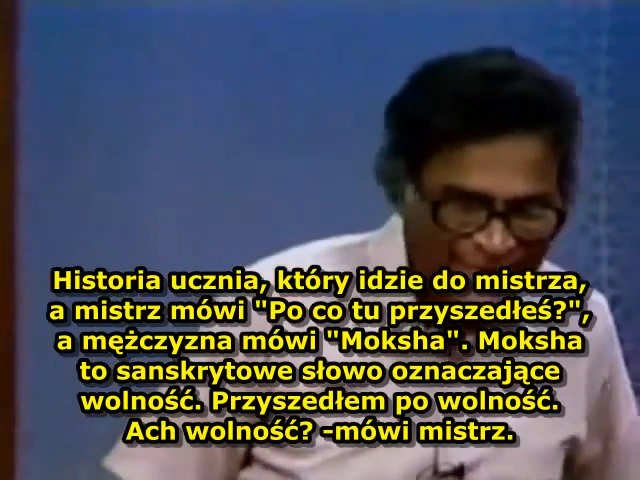 Historia ucznia, który idzie do mistrza,
a mistrz mówi "Po co tu przyszedłeś?",
a mężczyzna mówi "Moksha". Moksha
to sanskrytowe słowo oznaczające
wolność. Przyszedłem po wolność.
Ach wolność? -mówi mistrz.